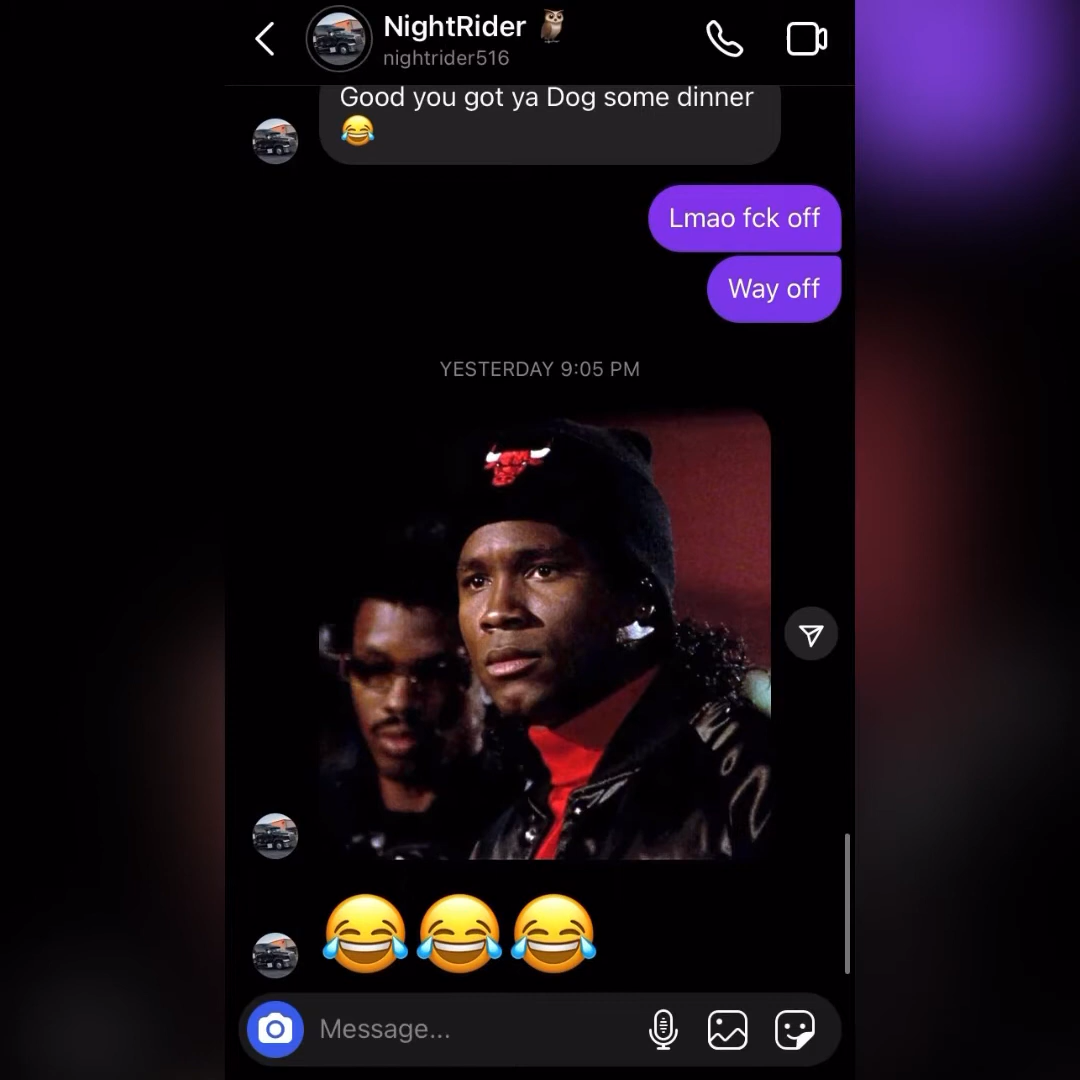 NightRider 🦉
nightrider516
Good you got ya Dog some dinner
😂
Lmao fck off
Way off
YESTERDAY 9:05 PM
😂😂😂
Message...